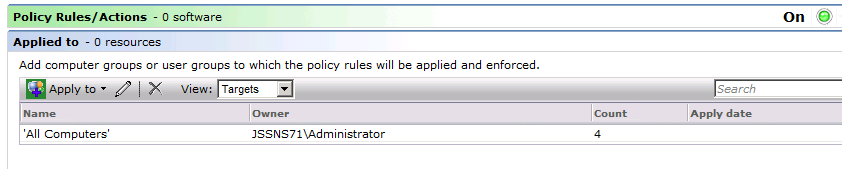 Policy Rules/Actions - 0 software On
Applied to - 0 resources
Add computer groups or user groups to which the policy rules will be applied and enforced.
Apply to View: Targets Search
Name Owner Count Apply date
'All Computers' JSSNS71\Administrator 4